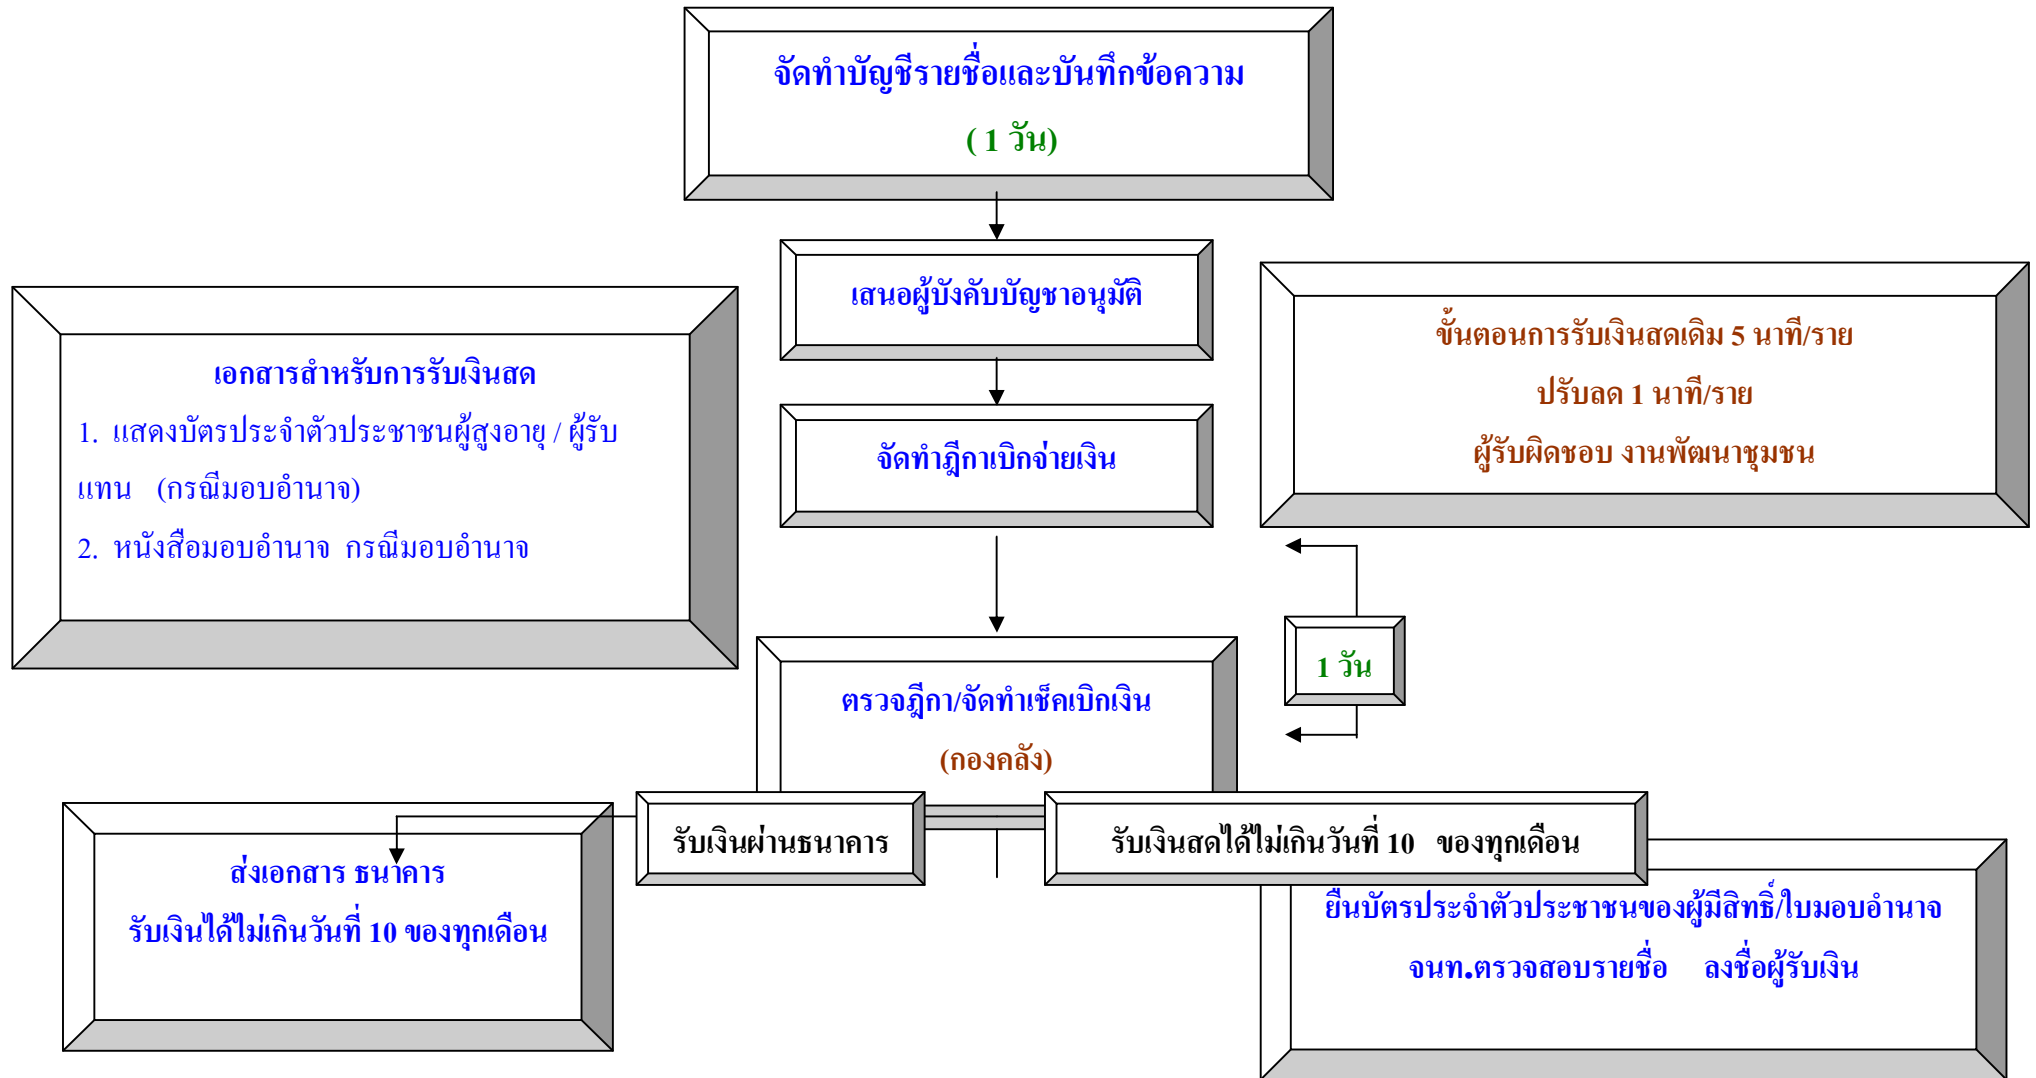 จัดทำบัญชีรายชื่อและบันทึกข้อความ
( 1 วัน)
เสนอผู้บังคับบัญชาอนุมัติ
ขั้นตอนการรับเงินสดเดิม 5 นาที/ราย
ปรับลด 1 นาที/ราย
ผู้รับผิดชอบ งานพัฒนาชุมชน
เอกสารสำหรับการรับเงินสด
1. แสดงบัตรประจำตัวประชาชนผู้สูงอายุ / ผู้รับ
แทน (กรณีมอบอำนาจ)
2. หนังสือมอบอำนาจ กรณีมอบอำนาจ
จัดทำฎีกาเบิกจ่ายเงิน
1 วัน
ตรวจฎีกา/จัดทำเช็คเบิกเงิน
(กองคลัง)
รับเงินผ่านธนาคาร
รับเงินสดได้ไม่เกินวันที่ 10 ของทุกเดือน
ส่งเอกสาร ธนาคาร
รับเงินได้ไม่เกินวันที่ 10 ของทุกเดือน
ยื่นบัตรประจำตัวประชาชนของผู้มีสิทธิ์/ใบมอบอำนาจ
จนท.ตรวจสอบรายชื่อ ลงชื่อผู้รับเงิน